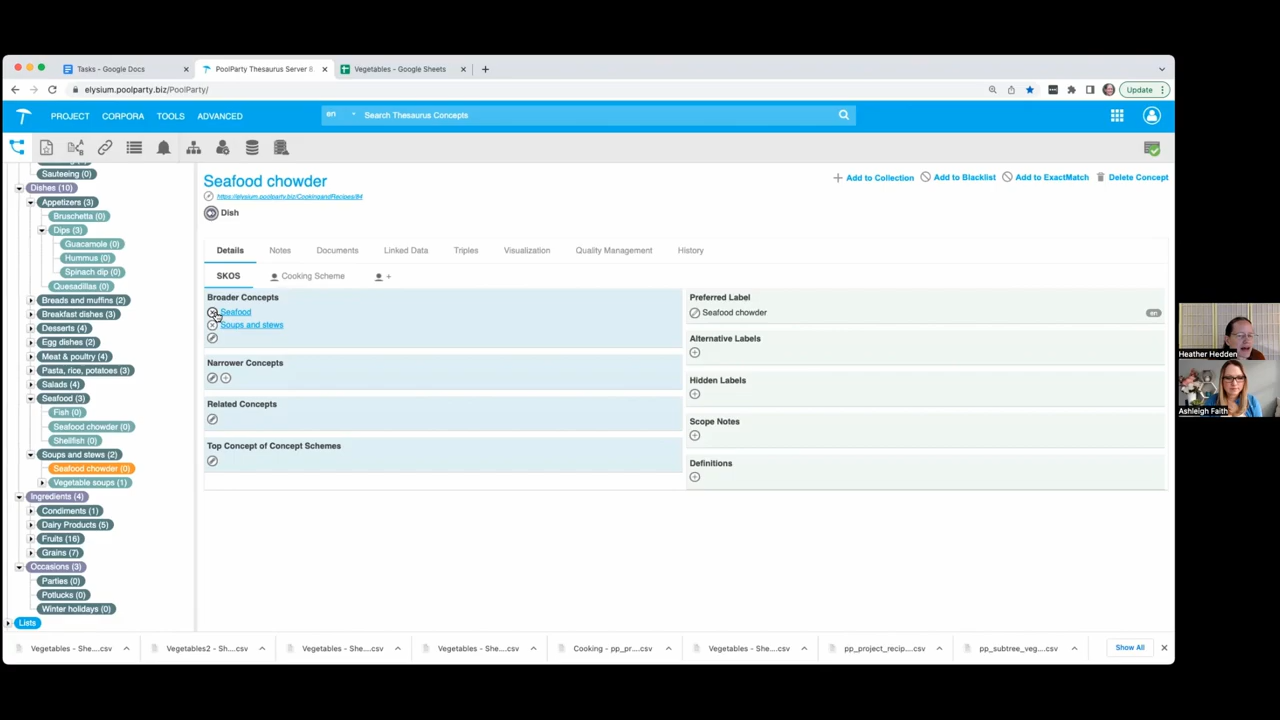 Tasks - Google Docs
PoolParty Thesaurus Server 8
Vegetables - Google Sheets
elysium.poolparty.biz/PoolParty/
Update
PROJECT
CORPORA
TOOLS
ADVANCED
en
Search Thesaurus Concepts
Sauteeing (0)
Dishes (10)
Appetizers (3)
Bruschetta (0)
Dips (3)
Guacamole (0)
Hummus (0)
Spinach dip (0)
Quesadillas (0)
Breads and muffins (2)
Breakfast dishes (3)
Desserts (4)
Egg dishes (2)
Meat & poultry (4)
Pasta, rice, potatoes (3)
Salads (4)
Seafood (3)
Fish (0)
Seafood chowder (0)
Shellfish (0)
Soups and stews (2)
Seafood chowder (0)
Vegetable soups (1)
Ingredients (4)
Condiments (1)
Dairy Products (5)
Fruits (16)
Grains (7)
Occasions (3)
Parties (0)
Potlucks (0)
Winter holidays (0)
Lists
Seafood chowder
https://elysium.poolparty.biz/CookingandRecipes/84
Dish
Add to Collection
Add to Blacklist
Add to ExactMatch
Delete Concept
Details
Notes
Documents
Linked Data
Triples
Visualization
Quality Management
History
SKOS
Cooking Scheme
+
Broader Concepts
Seafood
Soups and stews
Narrower Concepts
Related Concepts
Top Concept of Concept Schemes
Preferred Label
Seafood chowder
en
Alternative Labels
Hidden Labels
Scope Notes
Definitions
Heather Hedden
Ashleigh Faith
Vegetables - She....csv
Vegetables2 - Sh....csv
Vegetables - She....csv
Vegetables - She....csv
Cooking - pp_pr....csv
Vegetables - She....csv
pp_project_recip....csv
pp_subtree_veg....csv
Show All